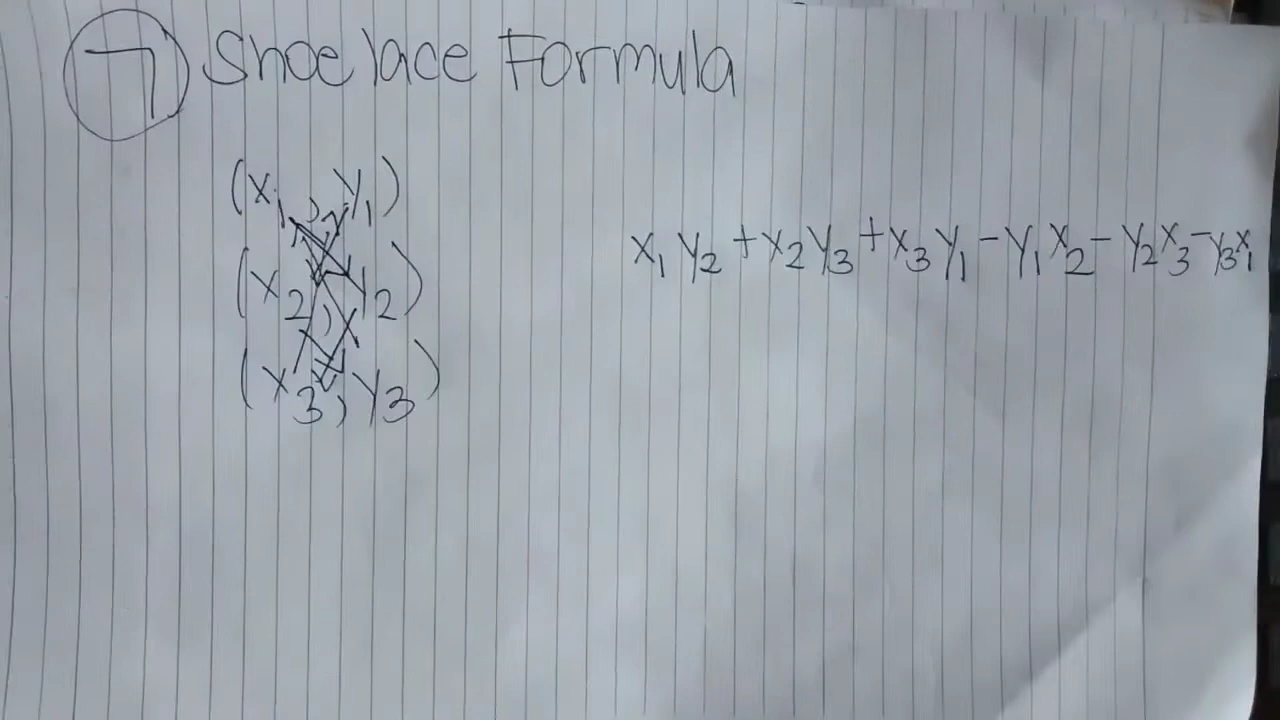 7 Shoelace Formula
(x₁, y₁)
(x₂, y₂)
(x₃, y₃)
x₁y₂ + x₂y₃ + x₃y₁ - y₁x₂ - y₂x₃ - y₃x₁